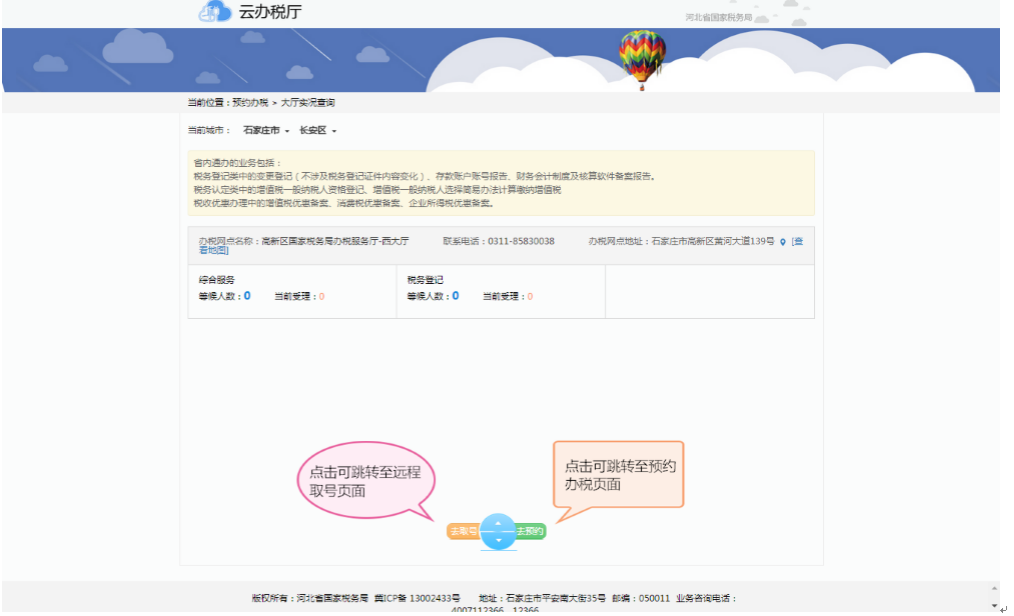 云办税厅
河北省国家税务局
当前位置：预约办税 > 大厅实况查询
当前城市： 石家庄市 长安区
省内通办的业务包括：
税务登记类中的变更登记（不涉及税务登记证件内容变化）、存款账户账号报告、财务会计制度及核算软件备案报告。
税务认定类中的增值税一般纳税人资格登记、增值税一般纳税人选择简易办法计算缴纳增值税
税收优惠办理中的增值税优惠备案、消费税优惠备案、企业所得税优惠备案。
办税网点名称：高新区国家税务局办税服务厅-西大厅 联系电话：0311-85830038 办税网点地址：石家庄市高新区黄河大道139号 [查
看地图]
综合服务 税务登记
等候人数：0 当前受理：0 等候人数：0 当前受理：0
点击可跳转至远程
取号页面
点击可跳转至预约
办税页面
去取号 去预约
版权所有：河北省国家税务局 冀ICP备 13002433号 地址：石家庄市平安南大街35号 邮编：050011 业务咨询电话：
4007112366 12366